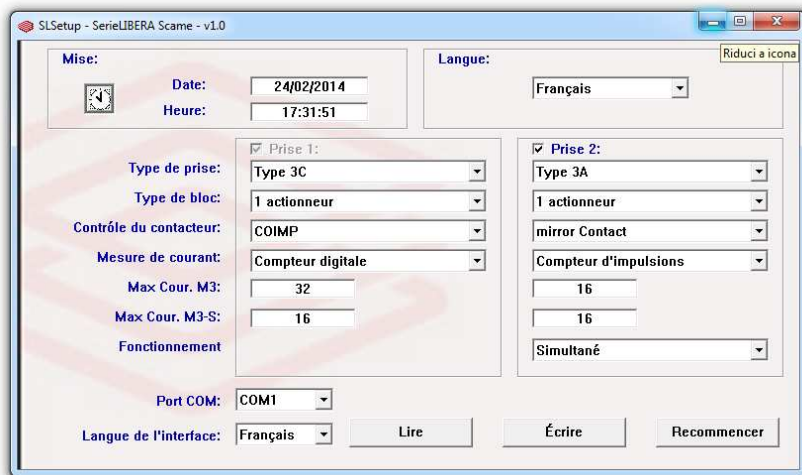 SLSetup - SerieLIBERA Scame - v1.0
Riduci a icona
Mise:
Date: 24/02/2014
Heure: 17:31:51
Langue:
Français
Prise 1:
Prise 2:
Type de prise: Type 3C Type 3A
Type de bloc: 1 actionneur 1 actionneur
Contrôle du contacteur: COIMP mirror Contact
Mesure de courant: Compteur digitale Compteur d'impulsions
Max Cour. M3: 32 16
Max Cour. M3-S: 16 16
Fonctionnement Simultané
Port COM: COM1
Langue de l'interface: Français Lire Écrire Recommencer